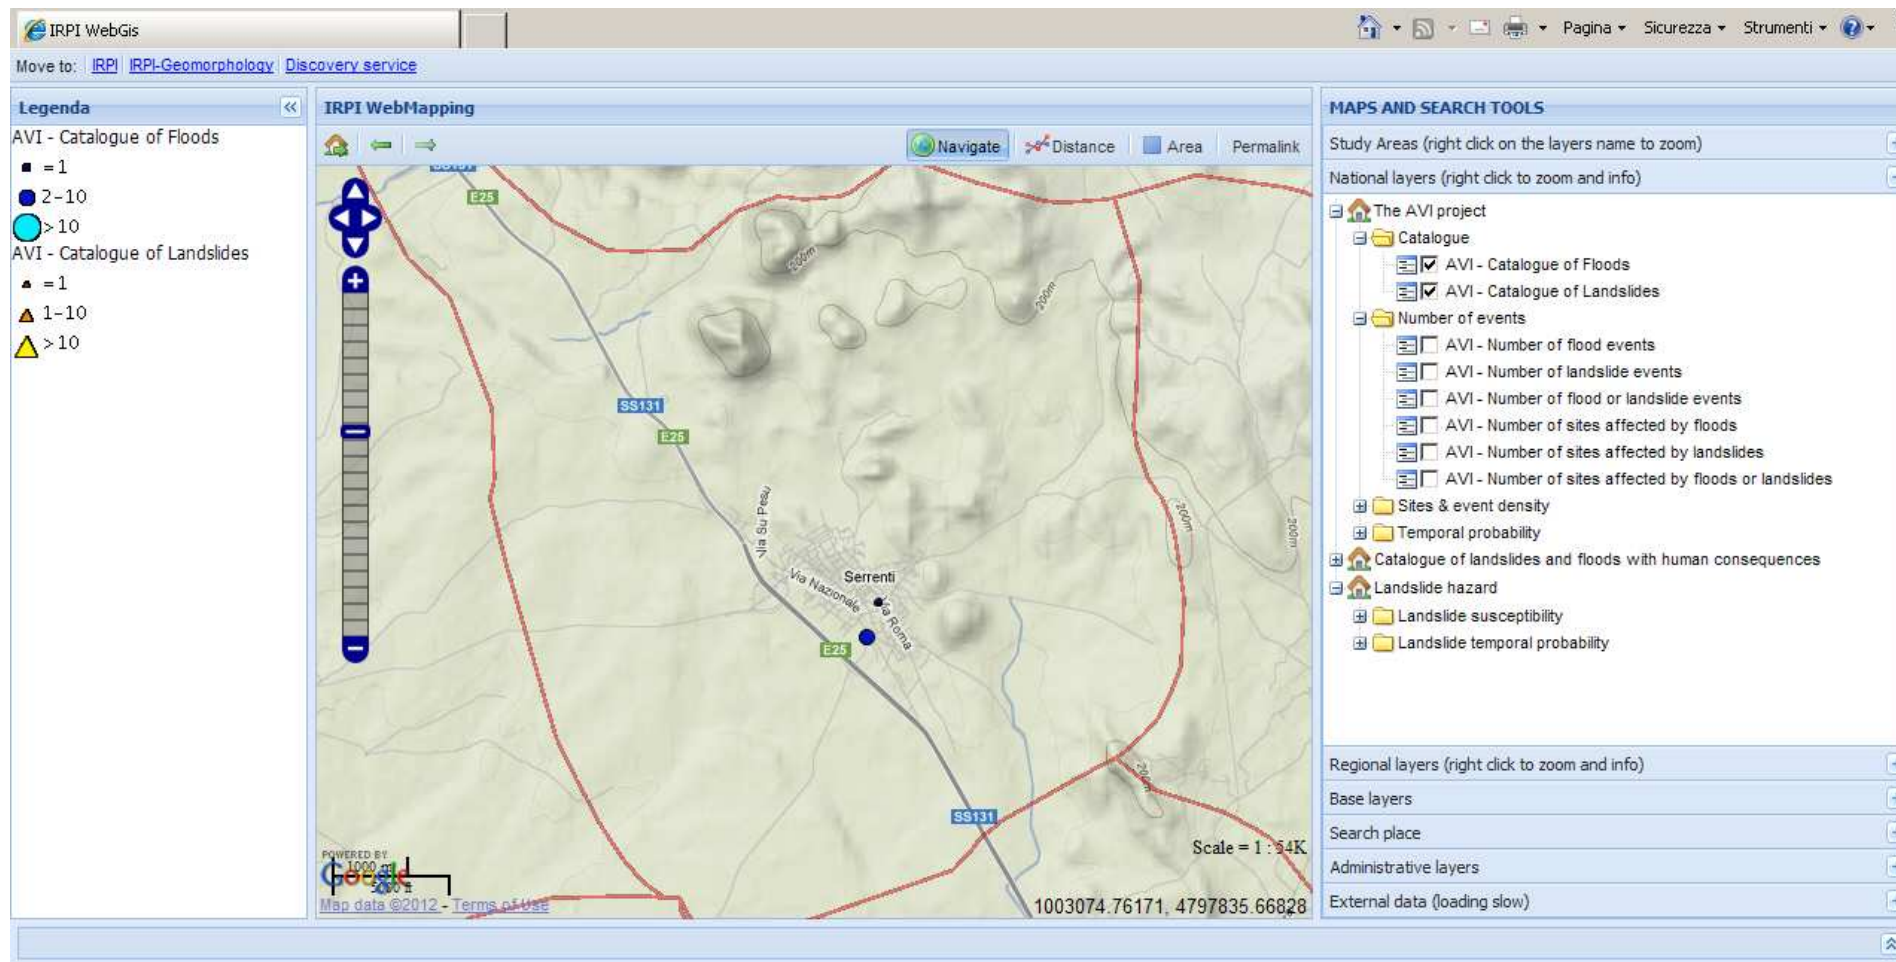 IRPI WebGis
Pagina
Sicurezza
Strumenti
Move to: IRPI IRPI-Geomorphology Discovery service
Legenda
AVI - Catalogue of Floods
= 1
2-10
> 10
AVI - Catalogue of Landslides
= 1
1-10
> 10
IRPI WebMapping
Navigate
Distance
Area
Permalink
SS131
E25
200m
200m
SS131
E25
Via Su Pesu
200m
200m
Serrenti
Via Nazionale
Via Roma
E25
SS131
200m
Scale = 1 : 54K
POWERED BY
Google
1000 m
Map data ©2012 - Terms of Use
1003074.76171, 4797835.66828
MAPS AND SEARCH TOOLS
Study Areas (right click on the layers name to zoom)
National layers (right click to zoom and info)
The AVI project
Catalogue
AVI - Catalogue of Floods
AVI - Catalogue of Landslides
Number of events
AVI - Number of flood events
AVI - Number of landslide events
AVI - Number of flood or landslide events
AVI - Number of sites affected by floods
AVI - Number of sites affected by landslides
AVI - Number of sites affected by floods or landslides
Sites & event density
Temporal probability
Catalogue of landslides and floods with human consequences
Landslide hazard
Landslide susceptibility
Landslide temporal probability
Regional layers (right click to zoom and info)
Base layers
Search place
Administrative layers
External data (loading slow)